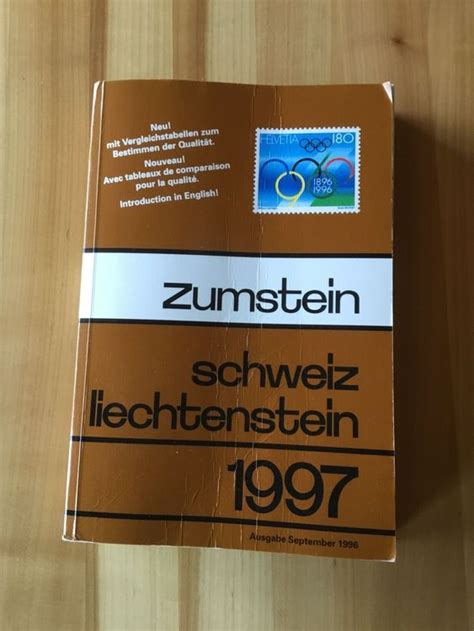 Neu!
mit Vergleichstabellen zum
Bestimmen der Qualität.
Nouveau!
Avec tableaux de comparaison
pour la qualité.
Introduction in English!
HELVETIA 180
1896
1996
zumstein
schweiz
liechtenstein
1997
Ausgabe September 1996